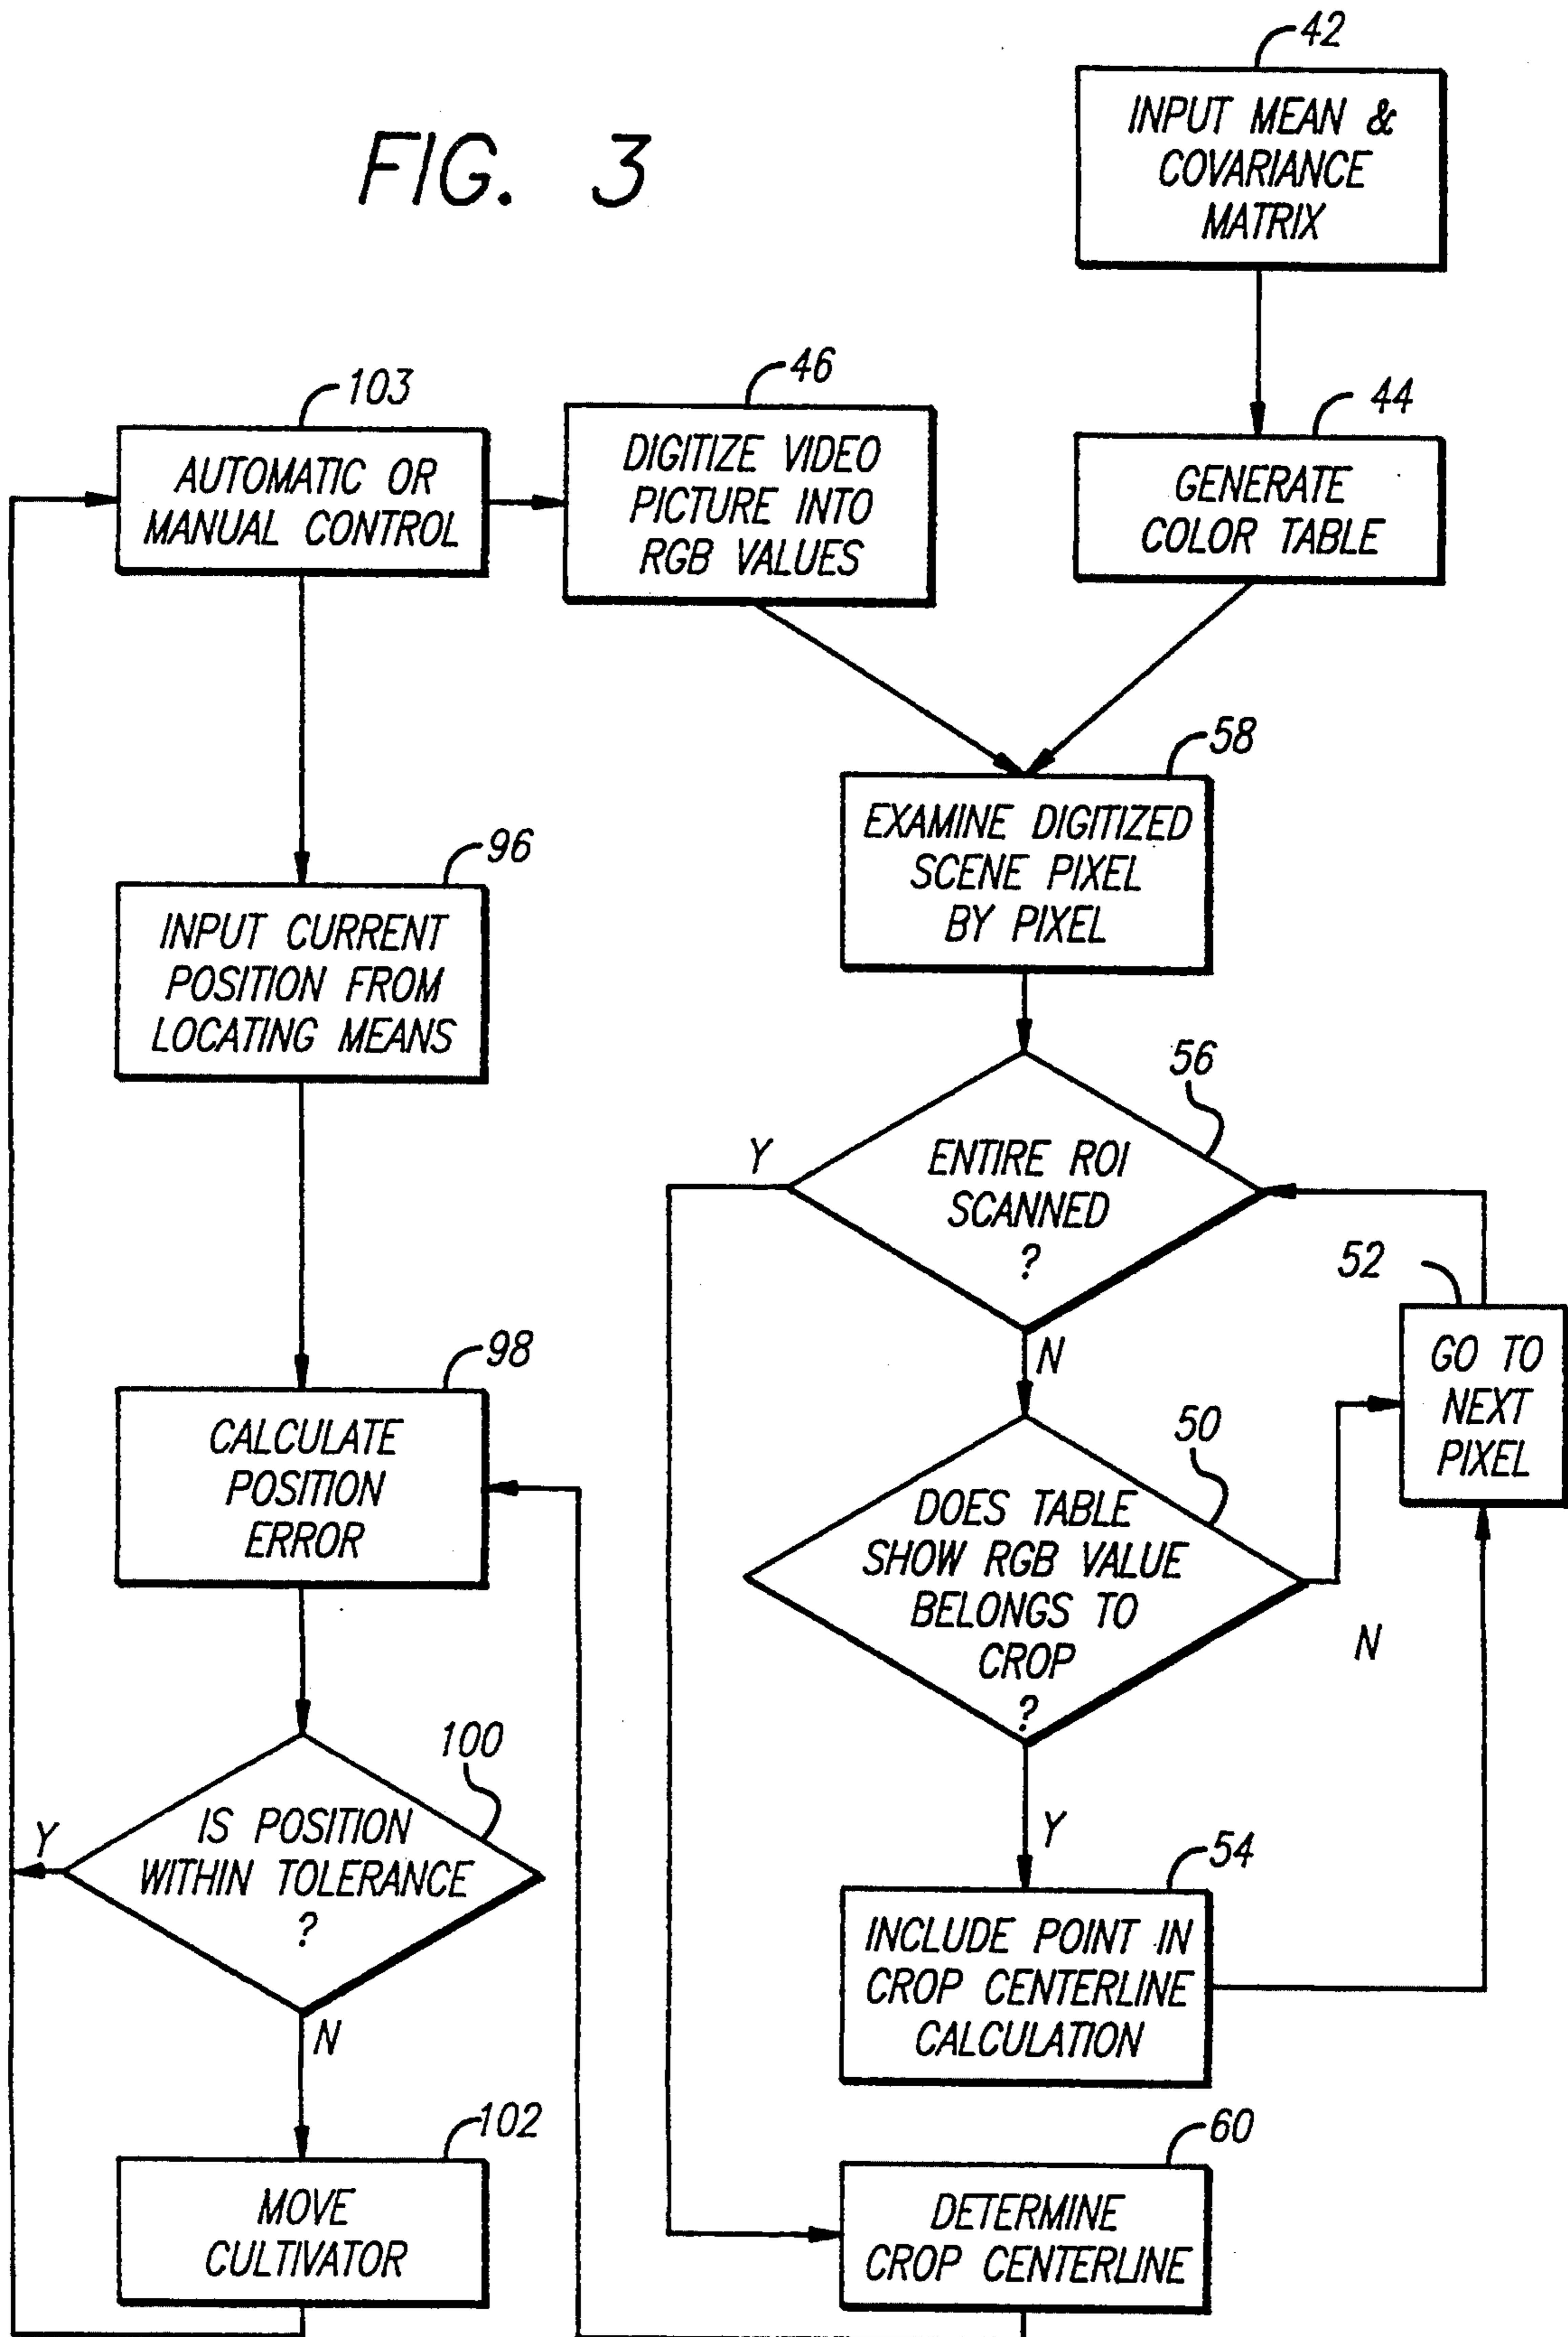 FIG. 3
42
INPUT MEAN &
COVARIANCE
MATRIX
44
GENERATE
COLOR TABLE
103
AUTOMATIC OR
MANUAL CONTROL
46
DIGITIZE VIDEO
PICTURE INTO
RGB VALUES
58
EXAMINE DIGITIZED
SCENE PIXEL
BY PIXEL
96
INPUT CURRENT
POSITION FROM
LOCATING MEANS
56
ENTIRE ROI
SCANNED
?
Y
N
52
GO TO
NEXT
PIXEL
98
CALCULATE
POSITION
ERROR
50
DOES TABLE
SHOW RGB VALUE
BELONGS TO
CROP
?
N
Y
100
IS POSITION
WITHIN TOLERANCE
?
Y
N
54
INCLUDE POINT IN
CROP CENTERLINE
CALCULATION
102
MOVE
CULTIVATOR
60
DETERMINE
CROP CENTERLINE